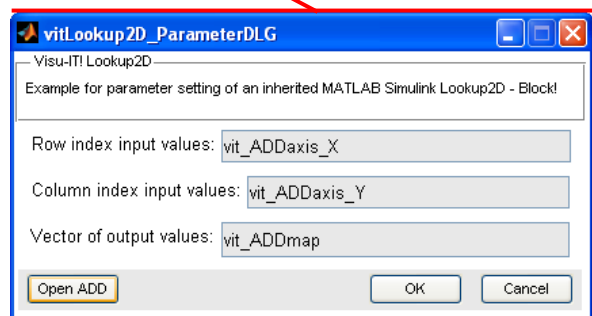 vitLookup2D_ParameterDLG
Visu-IT! Lookup2D
Example for parameter setting of an inherited MATLAB Simulink Lookup2D - Block!
Row index input values: vit_ADDaxis_X
Column index input values: vit_ADDaxis_Y
Vector of output values: vit_ADDmap
Open ADD OK Cancel